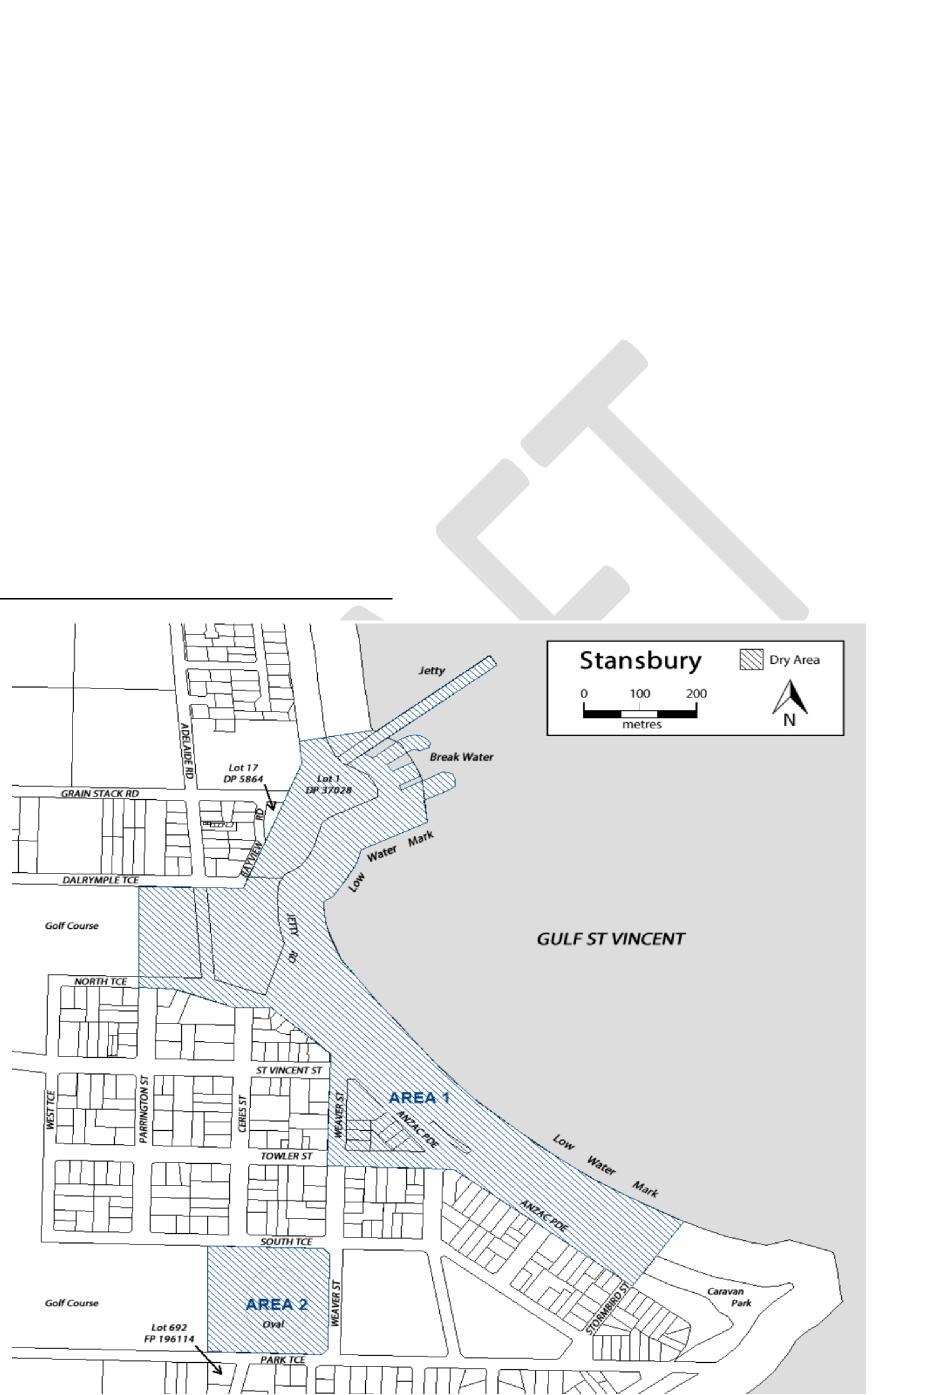 Stansbury
Dry Area
0 100 200
metres
N
Jetty
Break Water
ADELAIDE RD
Lot 17
DP 5864
Lot 1
DP 37028
GRAIN STACK RD
BAYVIEW RD
Low Water Mark
DALRYMPLE TCE
Golf Course
JETTY RD
GULF ST VINCENT
NORTH TCE
ST VINCENT ST
WEST TCE
PARRINGTON ST
CERES ST
WEAVER ST
AREA 1
ANZAC PDE
TOWLER ST
Low Water Mark
ANZAC PDE
SOUTH TCE
Golf Course
AREA 2
Oval
WEAVER ST
STORMBIRD ST
Caravan
Park
Lot 692
FP 196114
PARK TCE